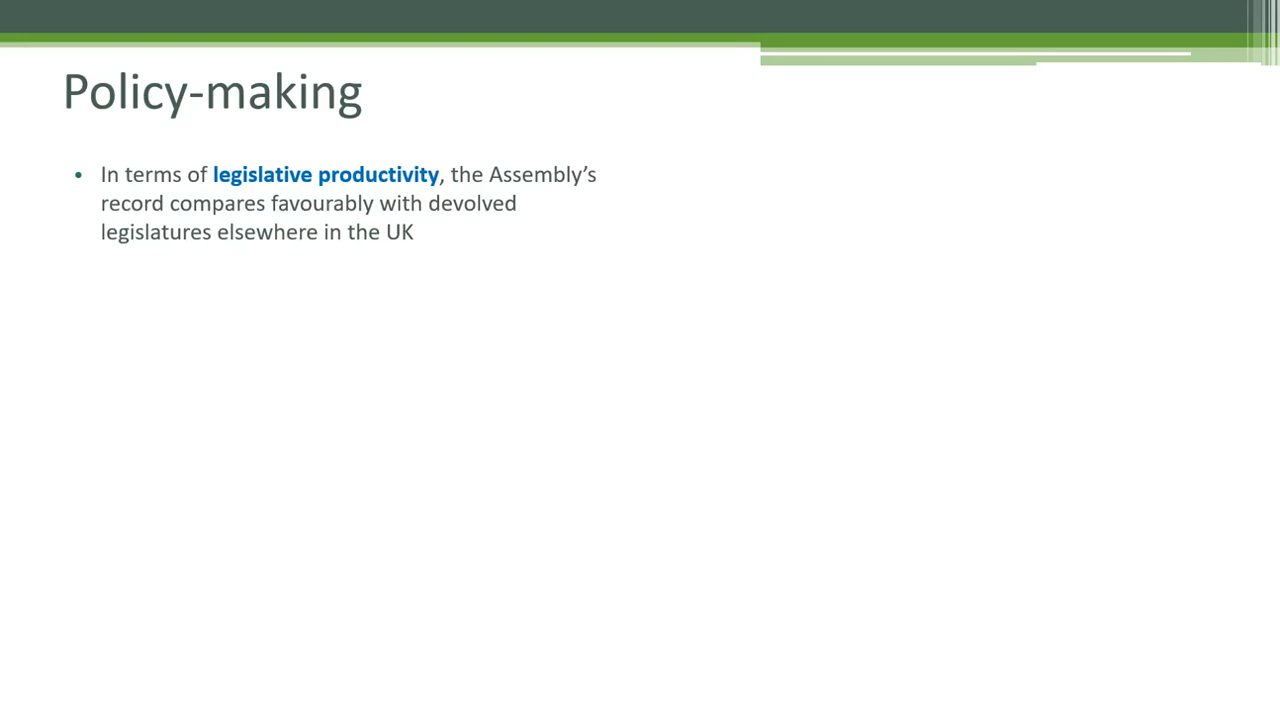 Policy-making
• In terms of legislative productivity, the Assembly’s
record compares favourably with devolved
legislatures elsewhere in the UK